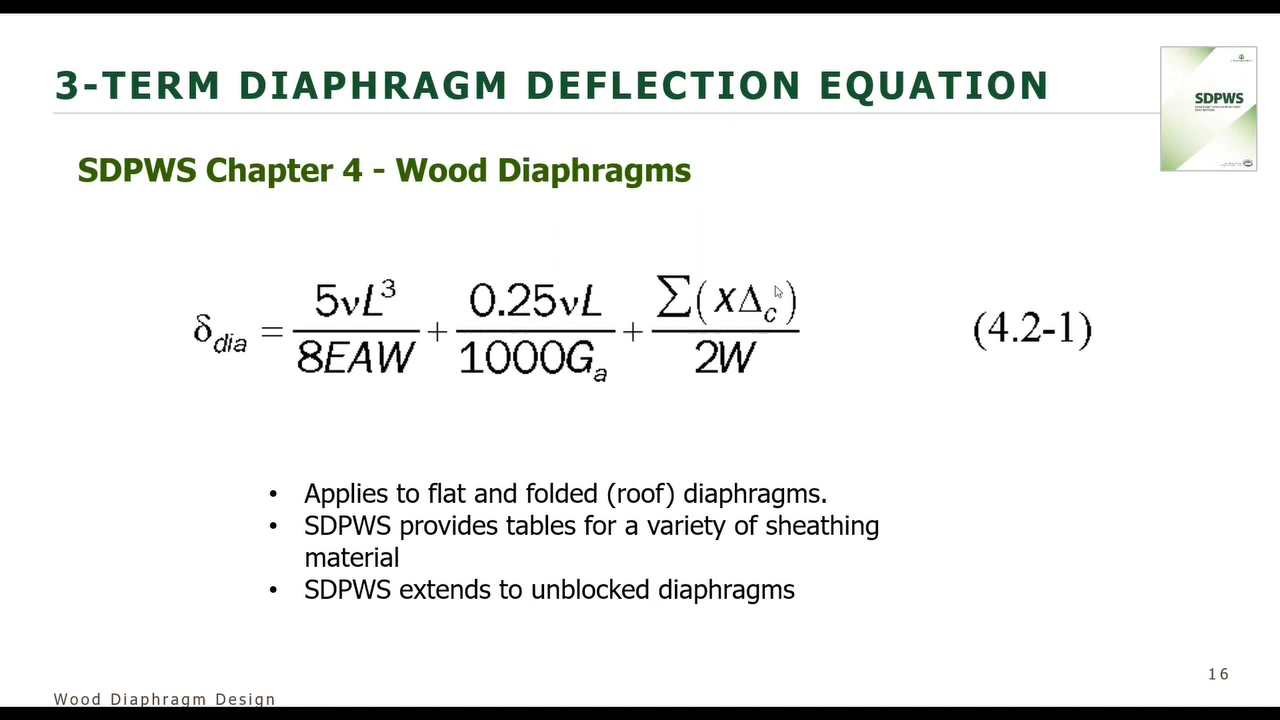 3-TERM DIAPHRAGM DEFLECTION EQUATION
SDPWS
SDPWS Chapter 4 - Wood Diaphragms
δdia = 5νL³/8EAW + 0.25νL/1000Ga + ∑(xΔc)/2W (4.2-1)
• Applies to flat and folded (roof) diaphragms.
• SDPWS provides tables for a variety of sheathing
material
• SDPWS extends to unblocked diaphragms
16
Wood Diaphragm Design